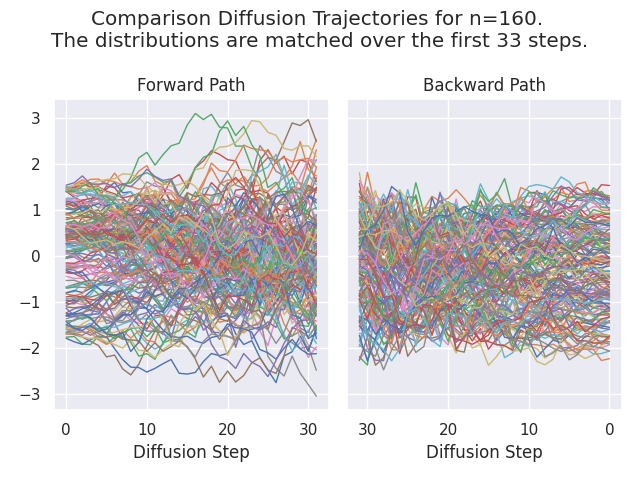 Comparison Diffusion Trajectories for n=160.
The distributions are matched over the first 33 steps.
Forward Path
Backward Path
3
2
1
0
−1
−2
−3
0 10 20 30
30 20 10 0
Diffusion Step
Diffusion Step